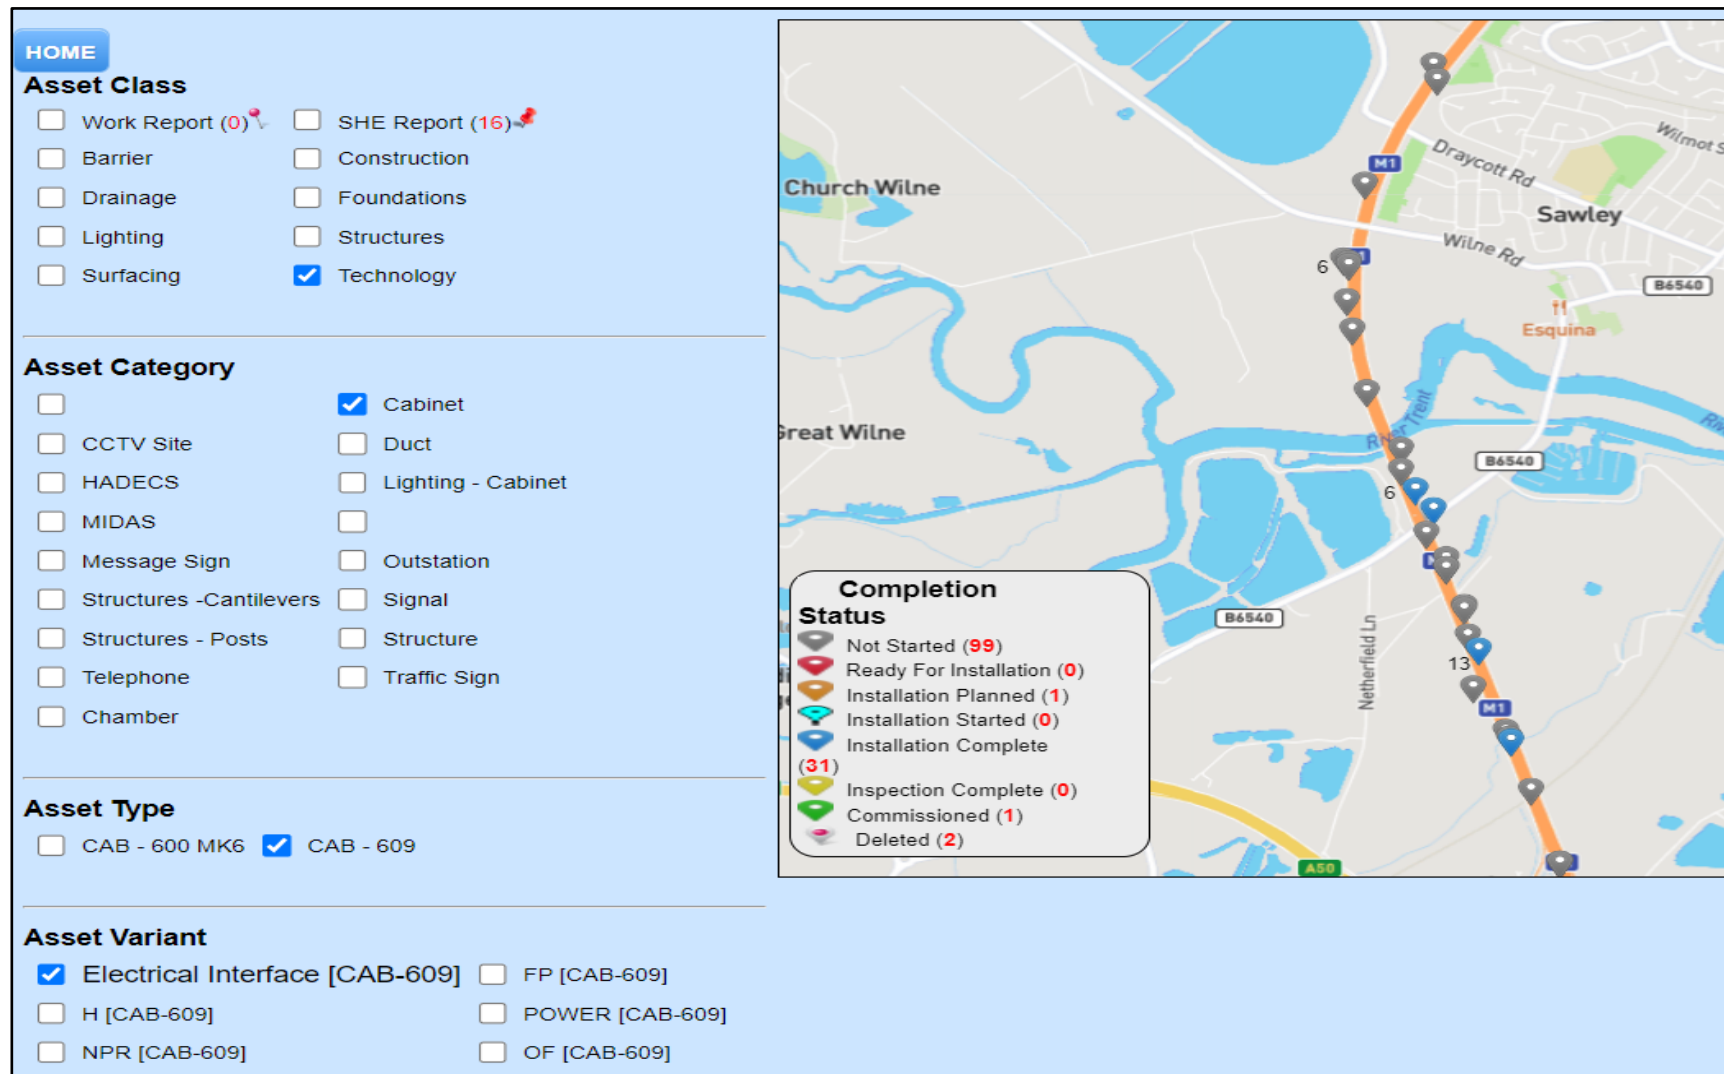 HOME
Asset Class
Work Report (0) SHE Report (16)
Barrier Construction
Drainage Foundations
Lighting Structures
Surfacing Technology
Asset Category
Cabinet
CCTV Site Duct
HADECS Lighting - Cabinet
MIDAS
Message Sign Outstation
Structures -Cantilevers Signal
Structures - Posts Structure
Telephone Traffic Sign
Chamber
Asset Type
CAB - 600 MK6 CAB - 609
Asset Variant
Electrical Interface [CAB-609] FP [CAB-609]
H [CAB-609] POWER [CAB-609]
NPR [CAB-609] OF [CAB-609]
Wilmot S
M1
Draycott Rd
Church Wilne
Sawley
Wilne Rd
6
B6540
Esquina
River Trent
Great Wilne
B6540
6
B6540
Netherfield Ln
13
M1
A50
Completion
Status
Not Started (99)
Ready For Installation (0)
Installation Planned (1)
Installation Started (0)
Installation Complete
(31)
Inspection Complete (0)
Commissioned (1)
Deleted (2)